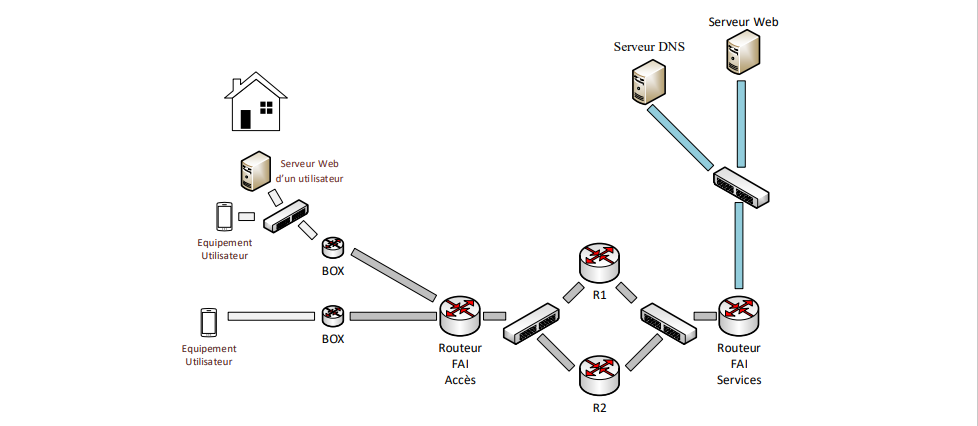 Serveur Web
Serveur DNS
Serveur Web
d'un utilisateur
Equipement
Utilisateur
BOX
R1
BOX
Equipement
Utilisateur
Routeur
FAI
Accès
Routeur
FAI
Services
R2